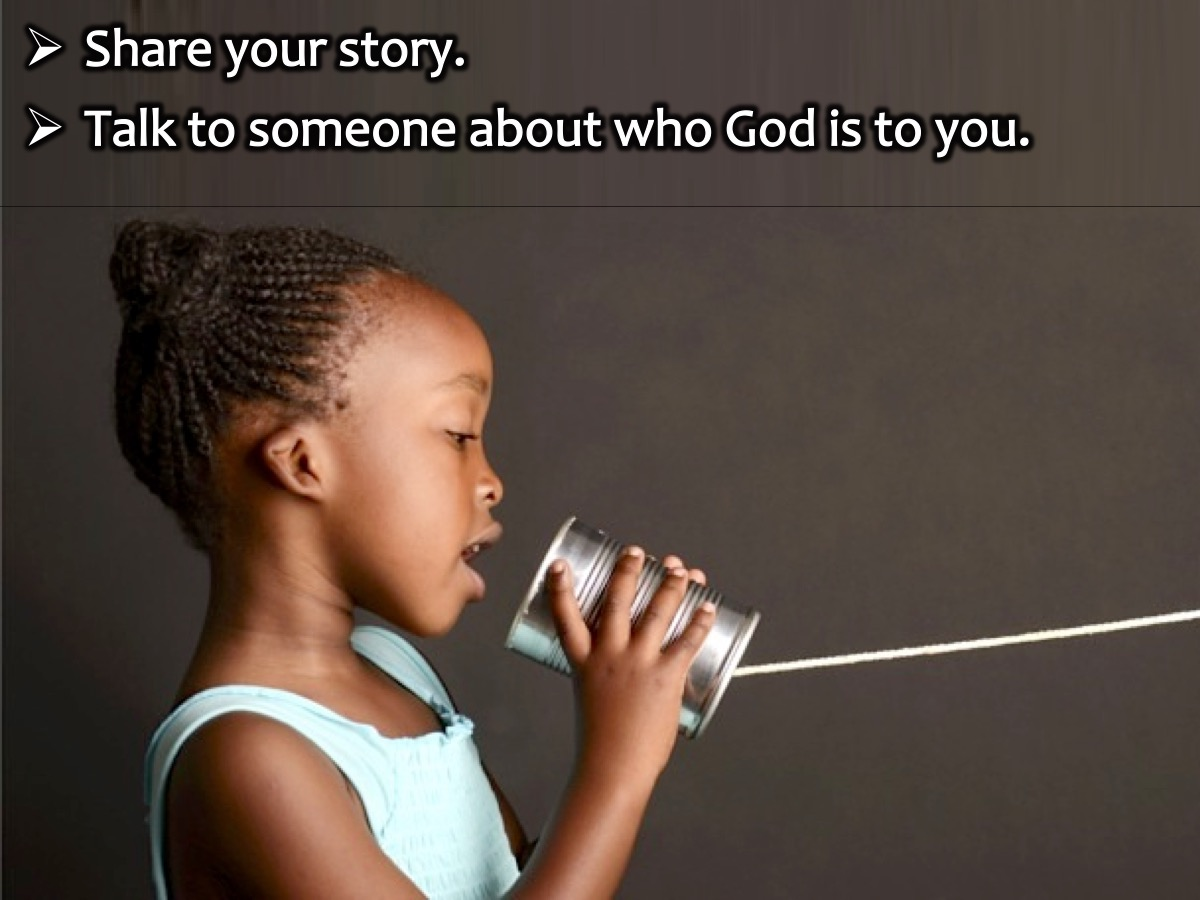 ➢ Share your story.
➢ Talk to someone about who God is to you.